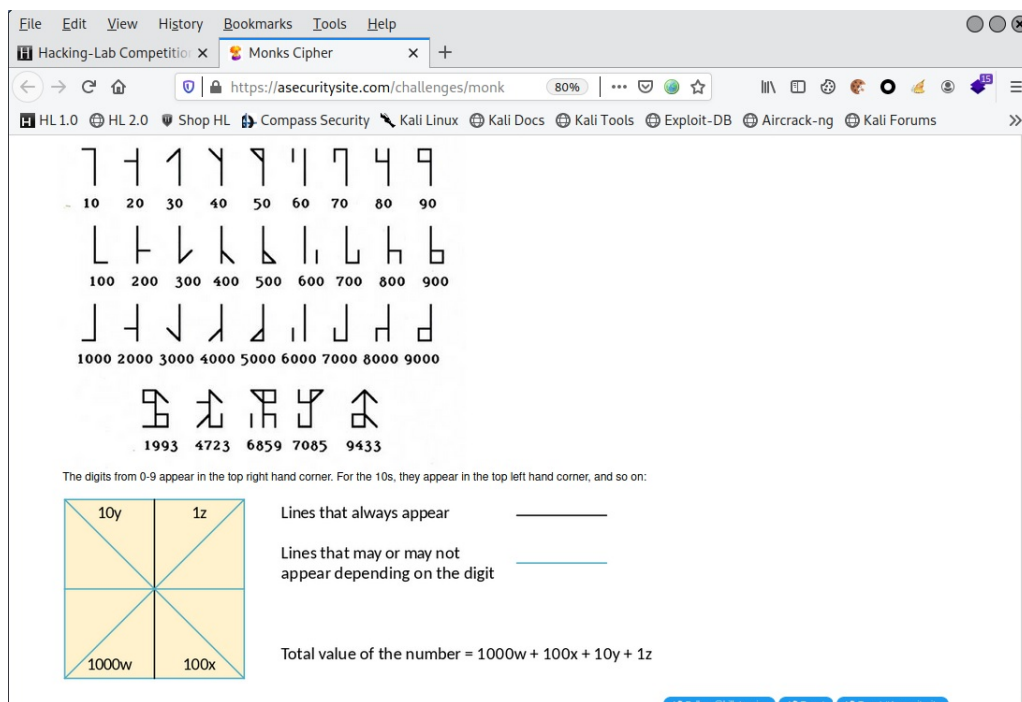 File Edit View History Bookmarks Tools Help
Hacking-Lab Competition Monks Cipher
https://asecuritysite.com/challenges/monk 80% 15
HL 1.0 HL 2.0 Shop HL Compass Security Kali Linux Kali Docs Kali Tools Exploit-DB Aircrack-ng Kali Forums
10 20 30 40 50 60 70 80 90
100 200 300 400 500 600 700 800 900
1000 2000 3000 4000 5000 6000 7000 8000 9000
1993 4723 6859 7085 9433
The digits from 0-9 appear in the top right hand corner. For the 10s, they appear in the top left hand corner, and so on:
10y 1z
1000w 100x
Lines that always appear
Lines that may or may not
appear depending on the digit
Total value of the number = 1000w + 100x + 10y + 1z